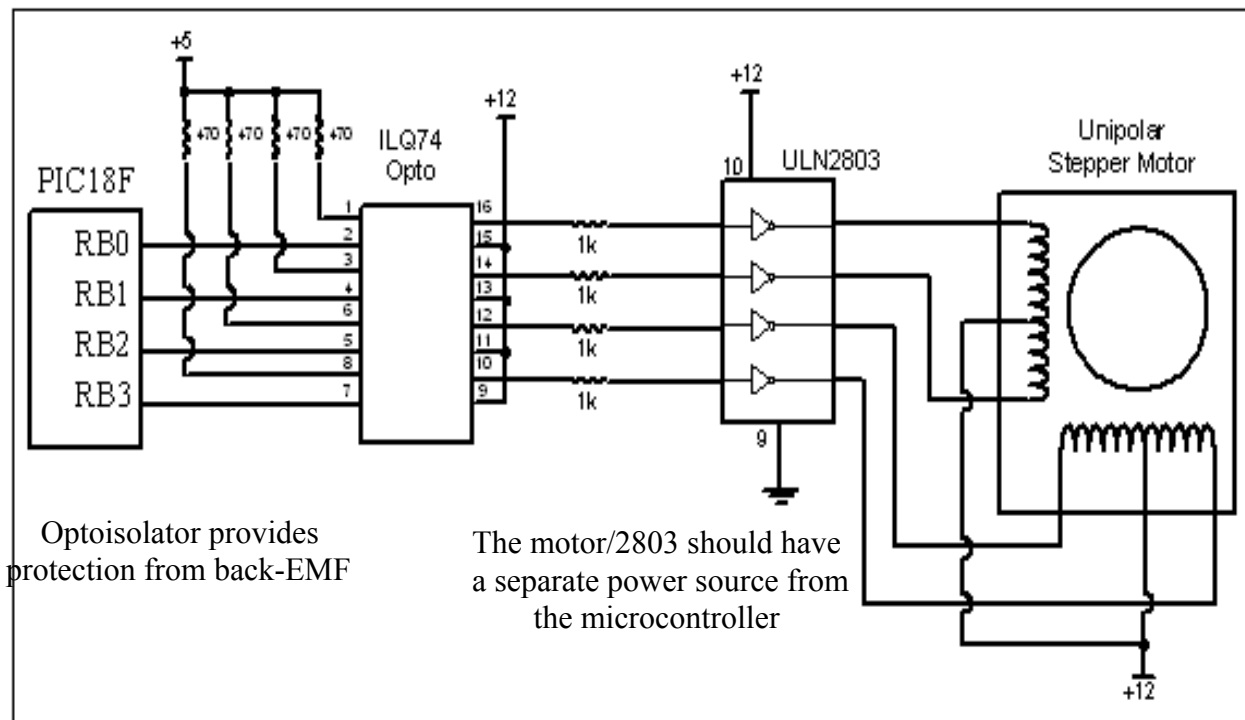 +5
470 470 470 470
+12
+12
ILQ74
Opto
ULN2803
Unipolar
Stepper Motor
PIC18F
RB0
RB1
RB2
RB3
1
2
3
4
6
5
8
7
16
15
14
13
12
11
10
9
1k
1k
1k
1k
10
9
+12
Optoisolator provides
protection from back-EMF
The motor/2803 should have
a separate power source from
the microcontroller